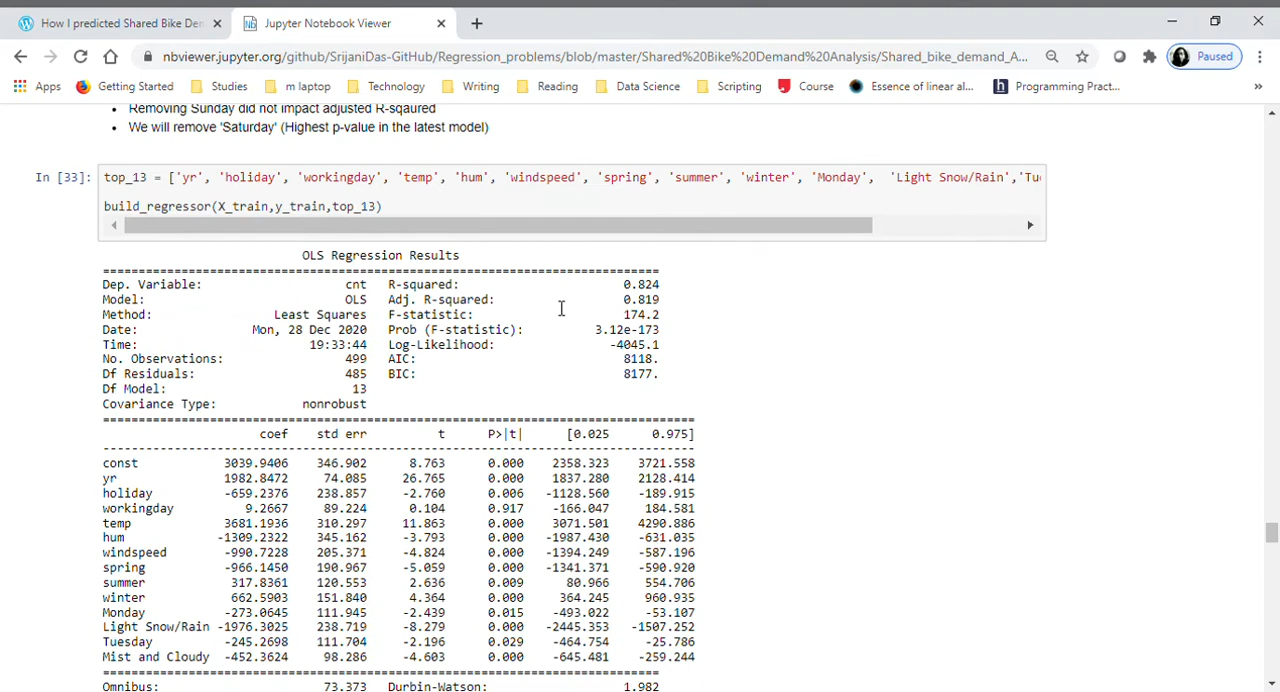 How I predicted Shared Bike Den
Jupyter Notebook Viewer
nbviewer.jupyter.org/github/SrijaniDas-GitHub/Regression_problems/blob/master/Shared%20Bike%20Demand%20Analysis/Shared_bike_demand_A...
Paused
Apps Getting Started Studies m laptop Technology Writing Reading Data Science Scripting Course Essence of linear al... Programming Pract... »
• Removing Sunday did not impact adjusted R-sqaured
• We will remove 'Saturday' (Highest p-value in the latest model)
In [33]: top_13 = ['yr', 'holiday', 'workingday', 'temp', 'hum', 'windspeed', 'spring', 'summer', 'winter', 'Monday', 'Light Snow/Rain','Tu
build_regressor(X_train,y_train,top_13)
OLS Regression Results
==============================================================================
Dep. Variable: cnt R-squared: 0.824
Model: OLS Adj. R-squared: 0.819
Method: Least Squares F-statistic: 174.2
Date: Mon, 28 Dec 2020 Prob (F-statistic): 3.12e-173
Time: 19:33:44 Log-Likelihood: -4045.1
No. Observations: 499 AIC: 8118.
Df Residuals: 485 BIC: 8177.
Df Model: 13
Covariance Type: nonrobust
===================================================================================
coef std err t P>|t| [0.025 0.975]
-----------------------------------------------------------------------------------
const 3039.9406 346.902 8.763 0.000 2358.323 3721.558
yr 1982.8472 74.085 26.765 0.000 1837.280 2128.414
holiday -659.2376 238.857 -2.760 0.006 -1128.560 -189.915
workingday 9.2667 89.224 0.104 0.917 -166.047 184.581
temp 3681.1936 310.297 11.863 0.000 3071.501 4290.886
hum -1309.2322 345.162 -3.793 0.000 -1987.430 -631.035
windspeed -990.7228 205.371 -4.824 0.000 -1394.249 -587.196
spring -966.1450 190.967 -5.059 0.000 -1341.371 -590.920
summer 317.8361 120.553 2.636 0.009 80.966 554.706
winter 662.5903 151.840 4.364 0.000 364.245 960.935
Monday -273.0645 111.945 -2.439 0.015 -493.022 -53.107
Light Snow/Rain -1976.3025 238.719 -8.279 0.000 -2445.353 -1507.252
Tuesday -245.2698 111.704 -2.196 0.029 -464.754 -25.786
Mist and Cloudy -452.3624 98.286 -4.603 0.000 -645.481 -259.244
==============================================================================
Omnibus: 73.373 Durbin-Watson: 1.982